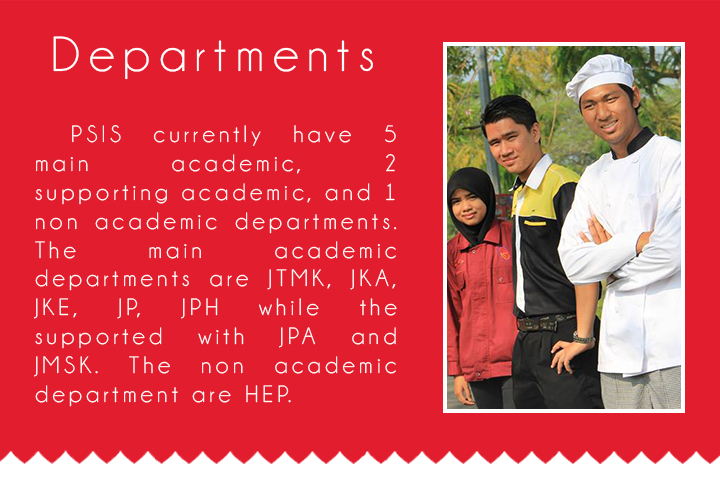 Departments
PSIS currently have 5
main academic, 2
supporting academic, and 1
non academic departments.
The main academic
departments are JTMK, JKA,
JKE, JP, JPH while the
supported with JPA and
JMSK. The non academic
department are HEP.